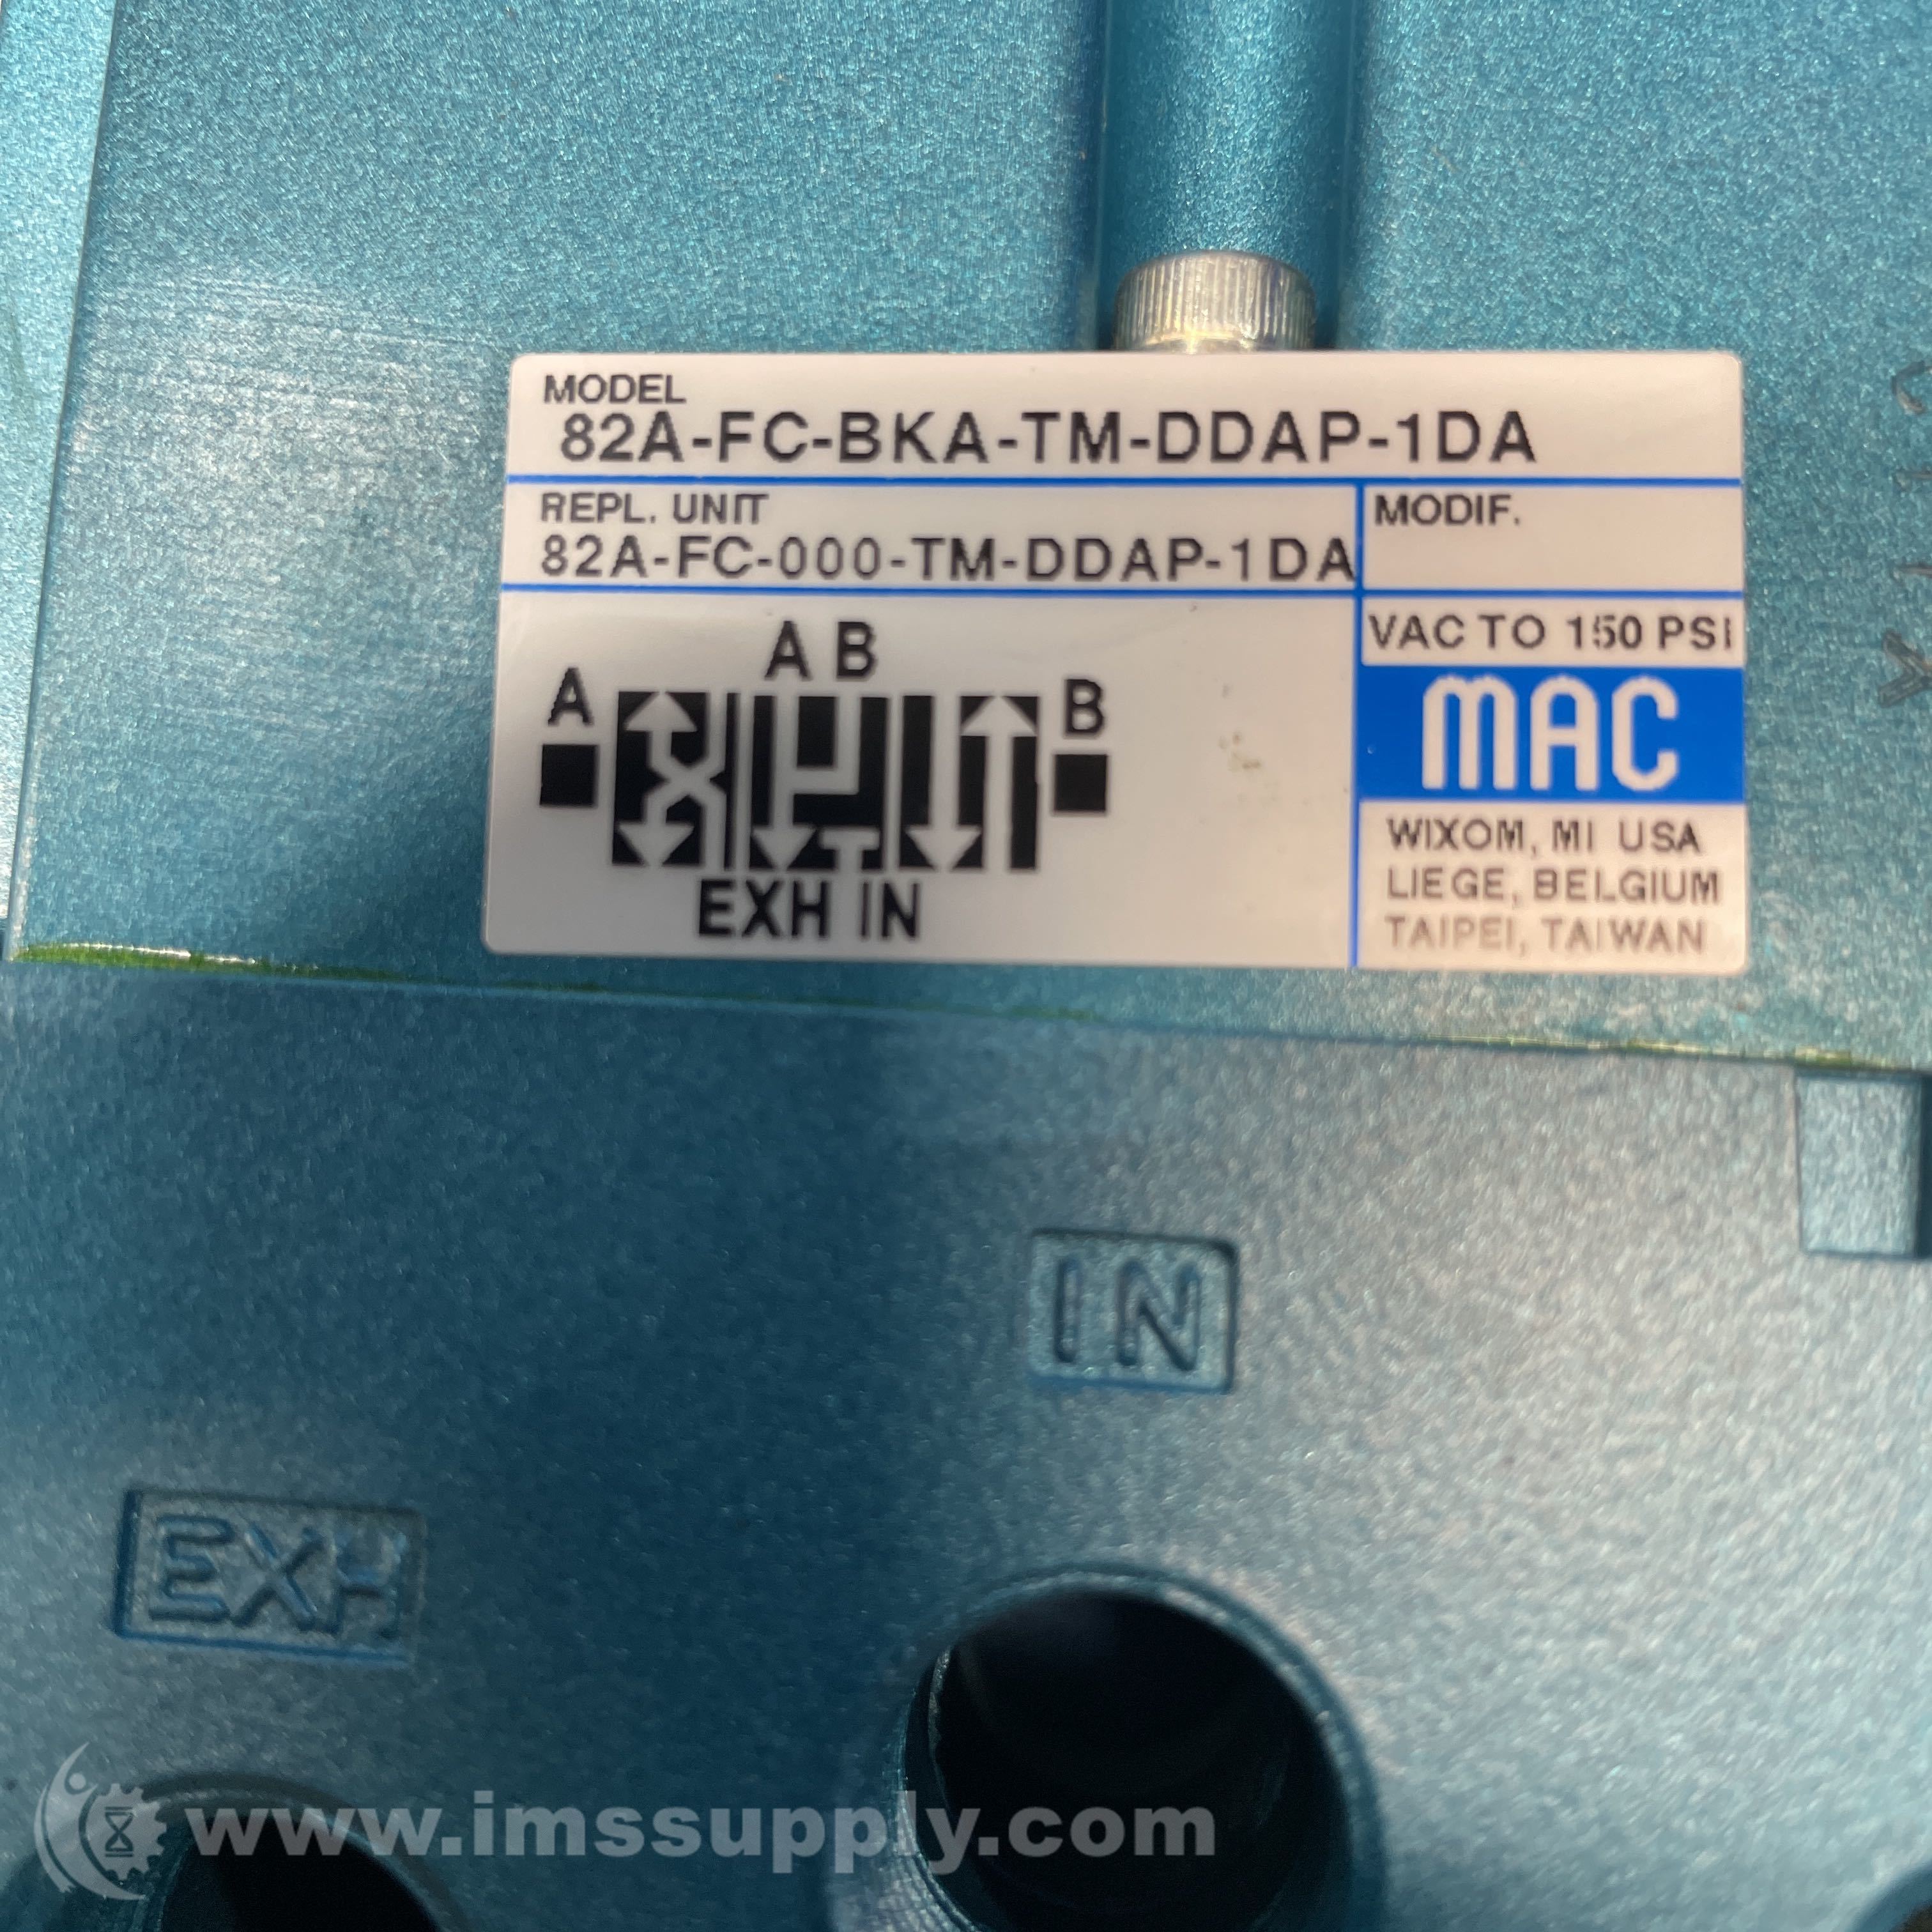 MODEL
82A-FC-BKA-TM-DDAP-1DA
REPL. UNIT
82A-FC-000-TM-DDAP-1DA
MODIF.
A B
A
B
EXH IN
VAC TO 150 PSI
MAC
WIXOM, MI USA
LIEGE, BELGIUM
TAIPEI, TAIWAN
IN
EXH
www.imssupply.com